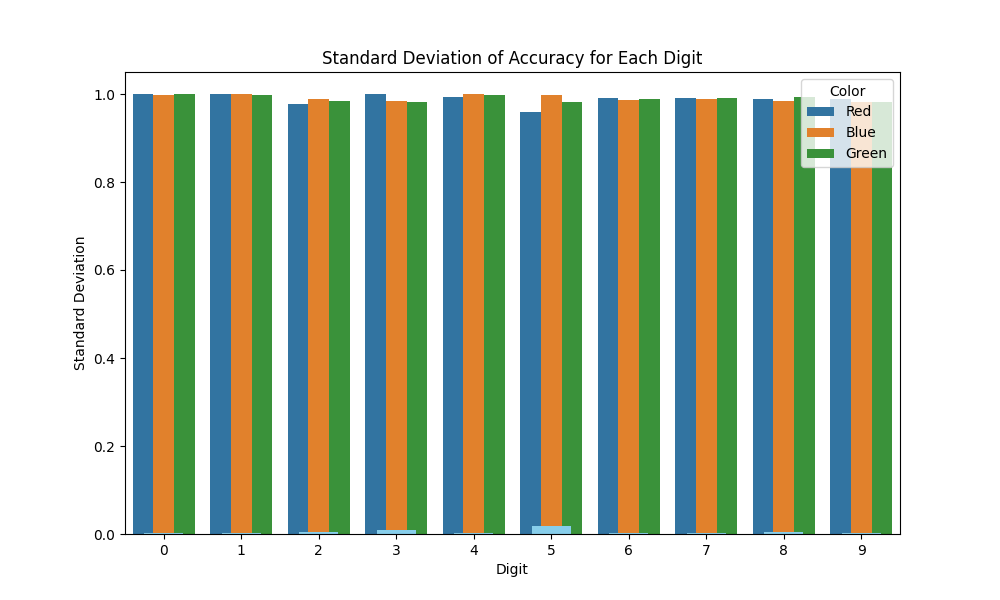 Standard Deviation of Accuracy for Each Digit
Color
Red
Blue
Green
1.0
0.8
0.6
0.4
0.2
0.0
Standard Deviation
0 1 2 3 4 5 6 7 8 9
Digit